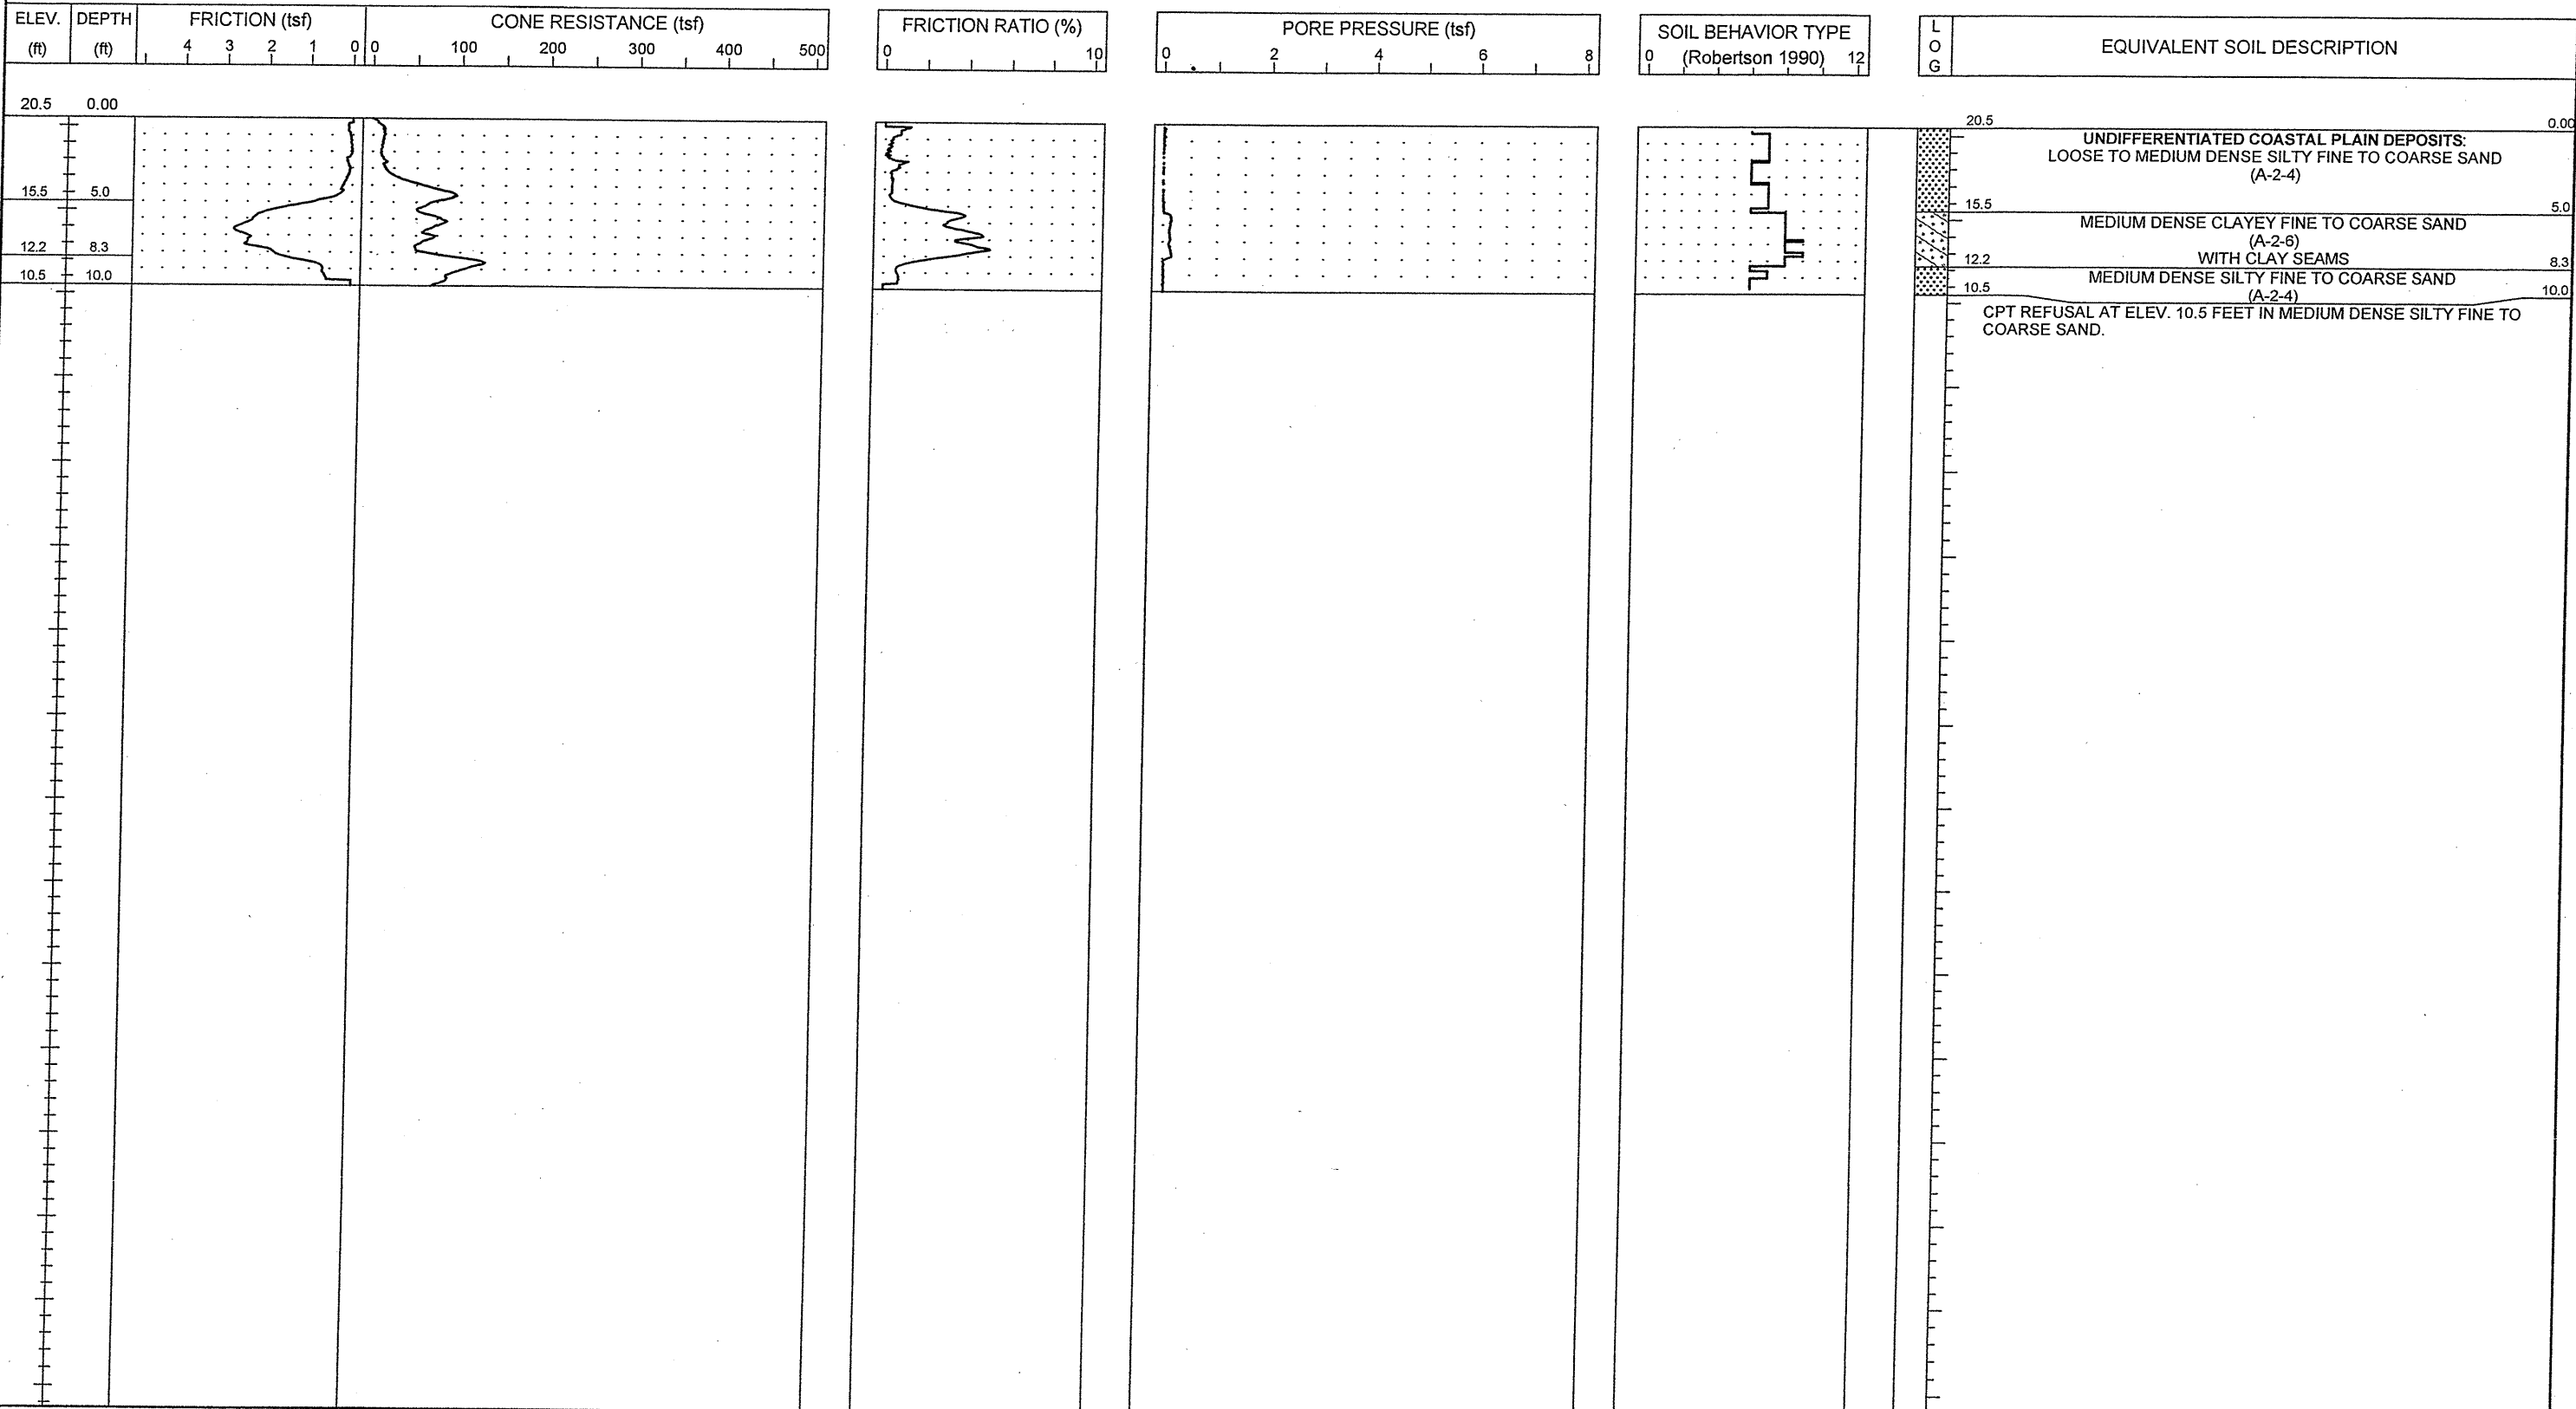 ELEV. DEPTH FRICTION (tsf) CONE RESISTANCE (tsf) FRICTION RATIO (%) PORE PRESSURE (tsf) SOIL BEHAVIOR TYPE L
(ft) (ft) 4 3 2 1 0 0 100 200 300 400 500 0 10 0 2 4 6 8 0 (Robertson 1990) 12 O EQUIVALENT SOIL DESCRIPTION
G
20.5 0.00
20.5 0.00
UNDIFFERENTIATED COASTAL PLAIN DEPOSITS:
LOOSE TO MEDIUM DENSE SILTY FINE TO COARSE SAND
(A-2-4)
15.5 5.0
15.5 5.0
MEDIUM DENSE CLAYEY FINE TO COARSE SAND
(A-2-6)
12.2 8.3
12.2 WITH CLAY SEAMS 8.3
MEDIUM DENSE SILTY FINE TO COARSE SAND
10.5 10.0
10.5 (A-2-4) 10.0
CPT REFUSAL AT ELEV. 10.5 FEET IN MEDIUM DENSE SILTY FINE TO
COARSE SAND.